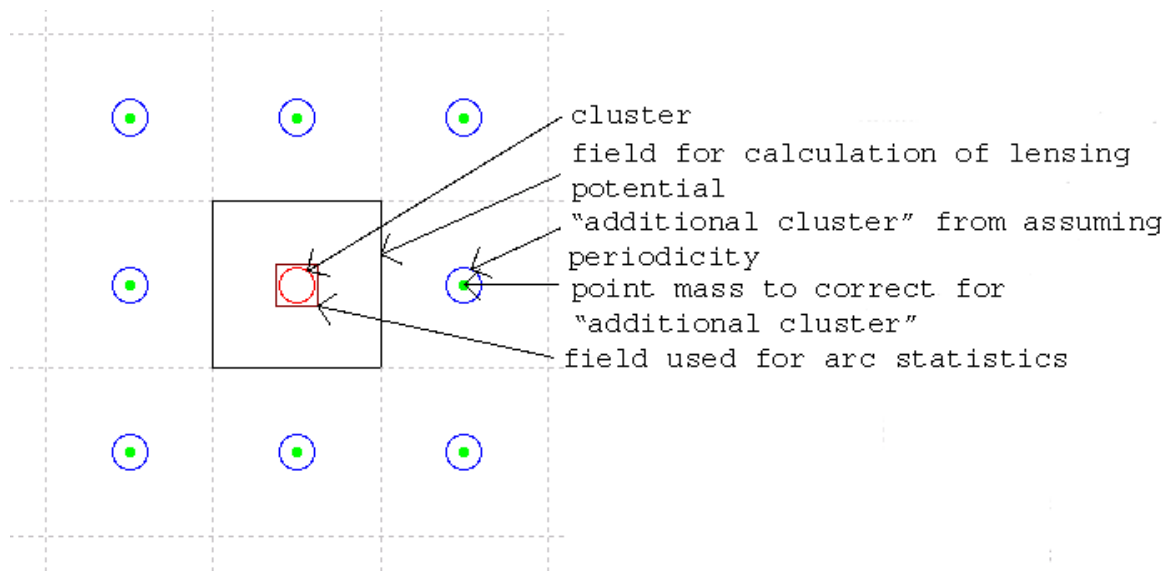 cluster
field for calculation of lensing
potential
“additional cluster” from assuming
periodicity
point mass to correct for
“additional cluster”
field used for arc statistics